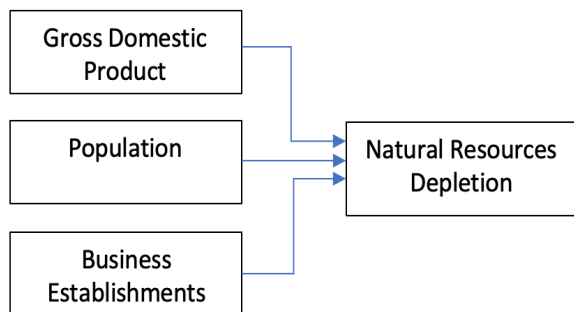 Gross Domestic
Product
Population
Natural Resources
Depletion
Business
Establishments